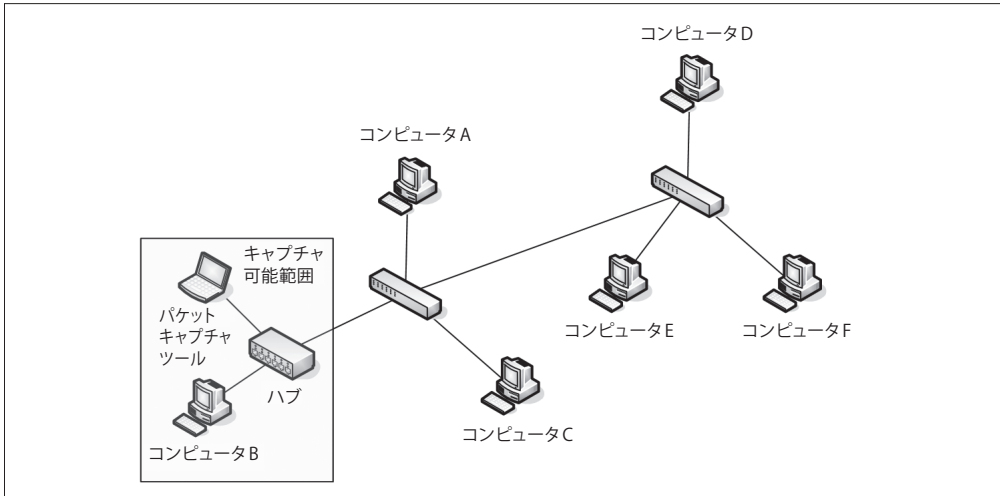 コンピュータD
コンピュータA
キャプチャ
可能範囲
パケット
キャプチャ
ツール
ハブ
コンピュータB
コンピュータC
コンピュータE
コンピュータF